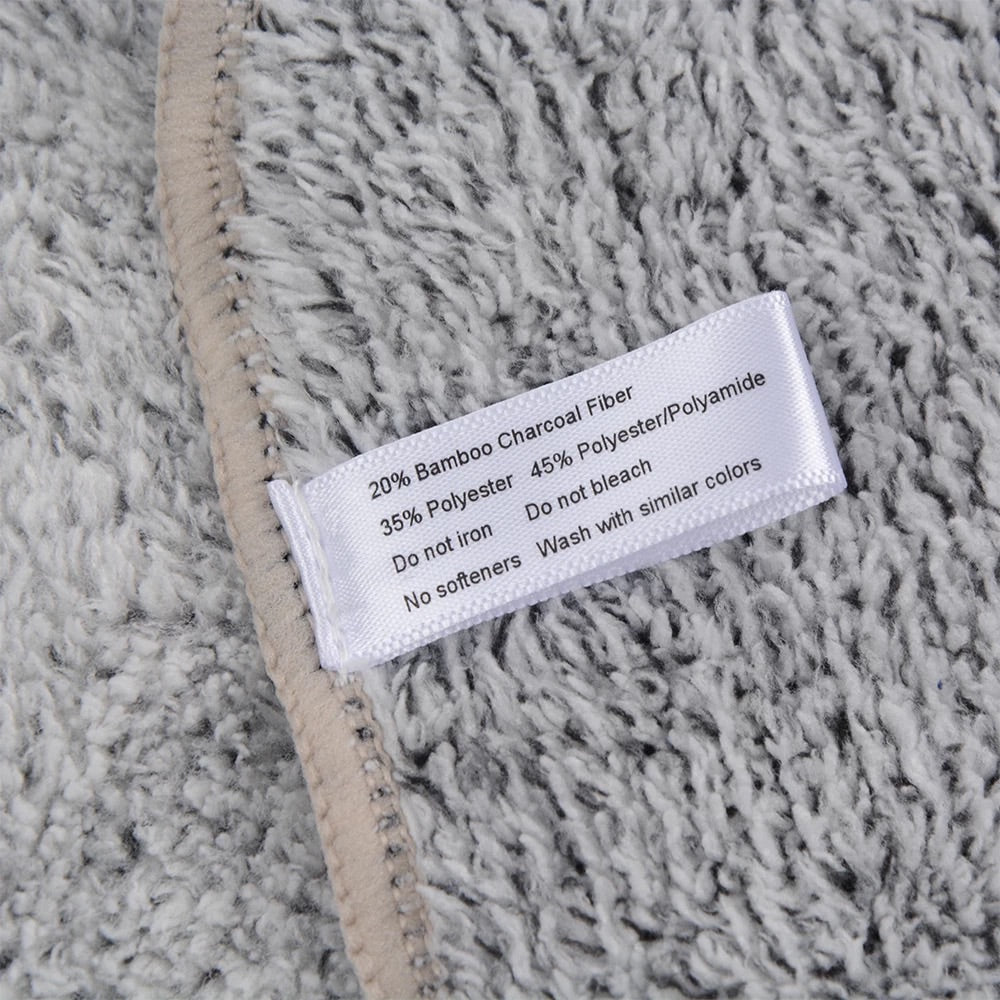 20% Bamboo Charcoal Fiber
35% Polyester 45% Polyester/Polyamide
Do not iron Do not bleach
No softeners Wash with similar colors